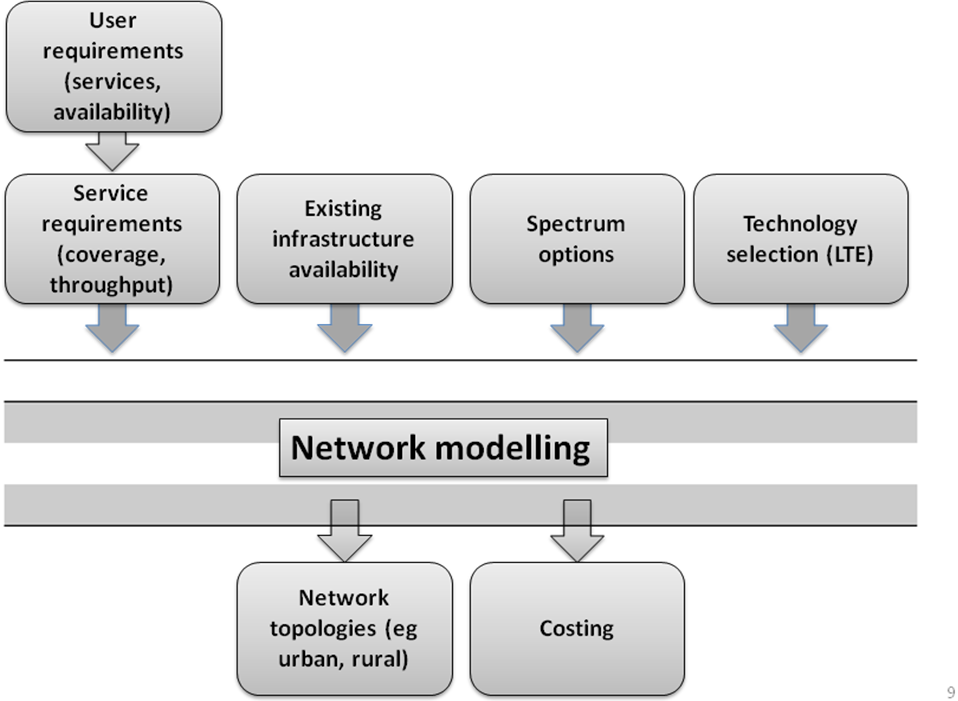 User
requirements
(services,
availability)
Service
requirements
(coverage,
throughput)
Existing
infrastructure
availability
Spectrum
options
Technology
selection (LTE)
Network modelling
Network
topologies (eg
urban, rural)
Costing
9